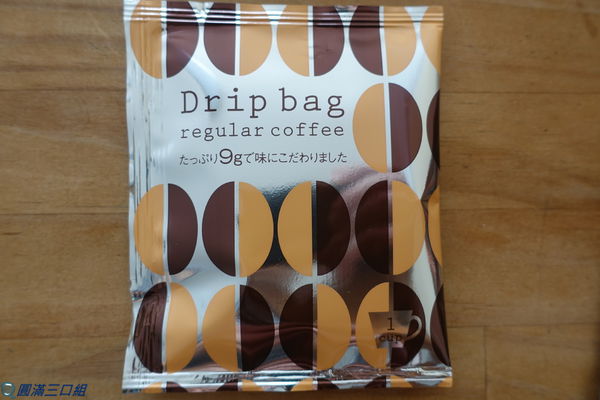 Drip bag
regular coffee
たっぷり9gで味にこだわりました
1
cup
圓滿三口組